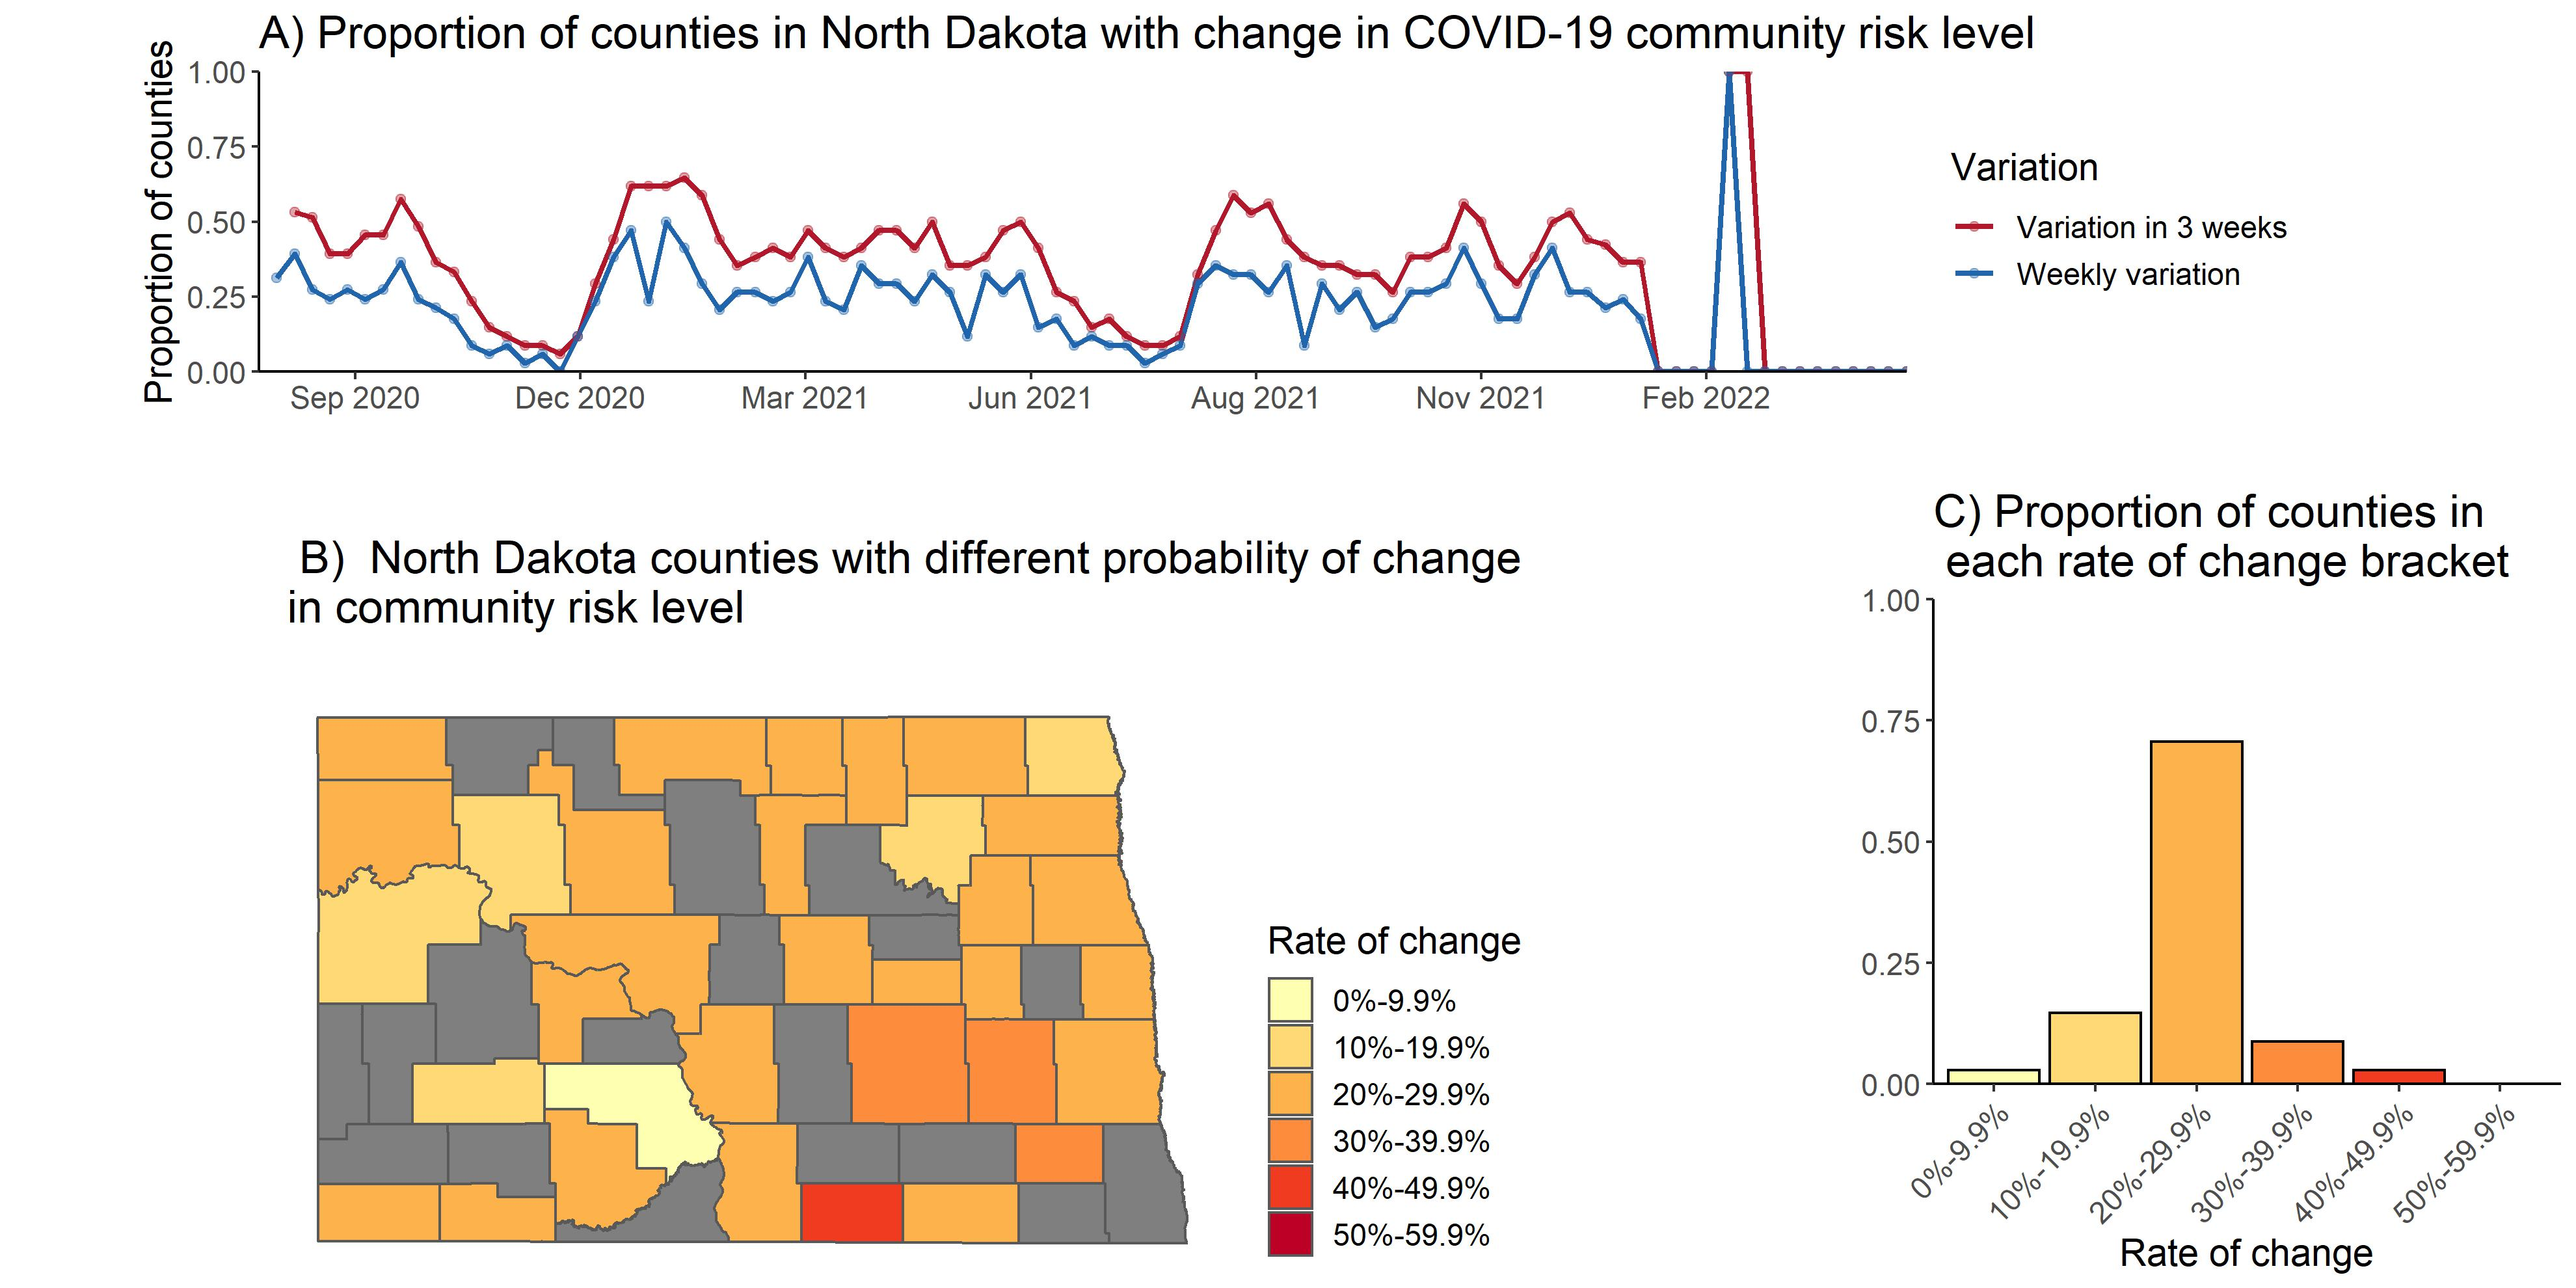 A) Proportion of counties in North Dakota with change in COVID-19 community risk level
Proportion of counties
1.00
0.75
0.50
0.25
0.00
Sep 2020
Dec 2020
Mar 2021
Jun 2021
Aug 2021
Nov 2021
Feb 2022
Variation
Variation in 3 weeks
Weekly variation
B) North Dakota counties with different probability of change
in community risk level
Rate of change
0%-9.9%
10%-19.9%
20%-29.9%
30%-39.9%
40%-49.9%
50%-59.9%
C) Proportion of counties in
each rate of change bracket
1.00
0.75
0.50
0.25
0.00
0%-9.9%
10%-19.9%
20%-29.9%
30%-39.9%
40%-49.9%
50%-59.9%
Rate of change